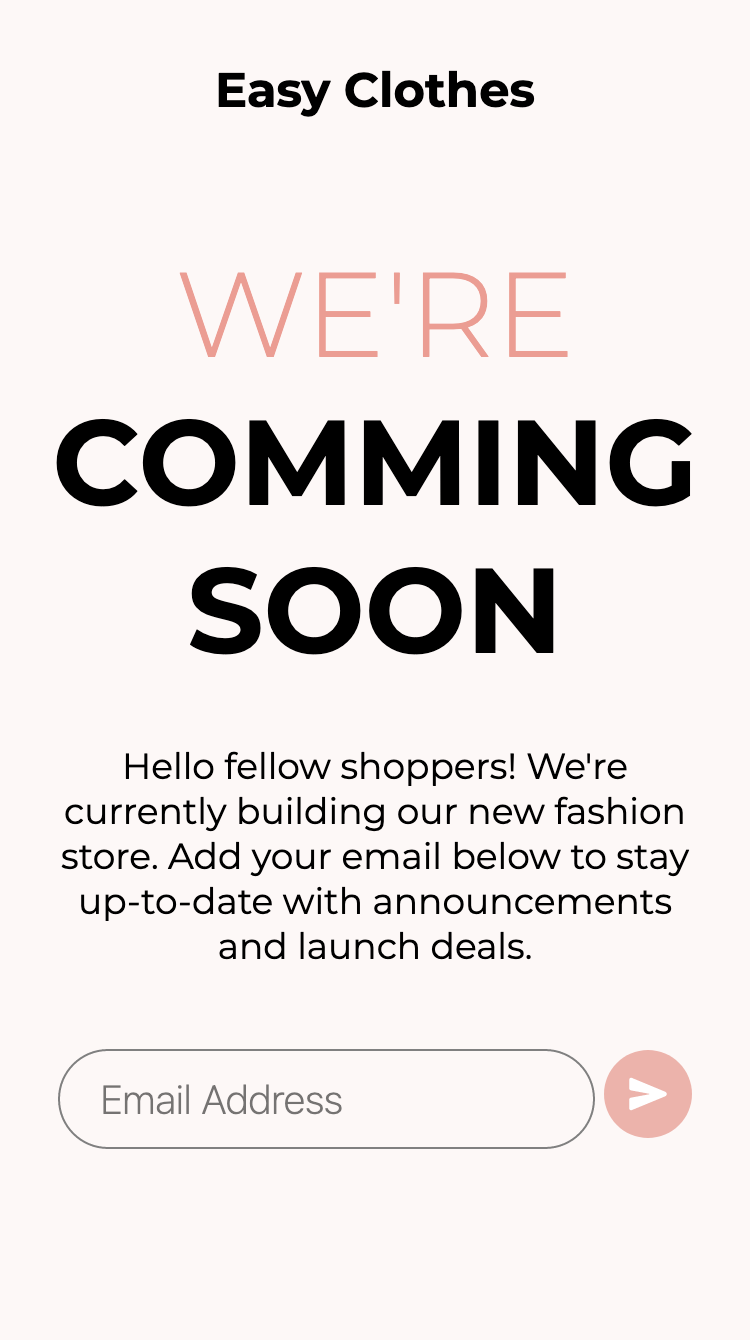 Easy Clothes
WE'RE
COMMING
SOON
Hello fellow shoppers! We're
currently building our new fashion
store. Add your email below to stay
up-to-date with announcements
and launch deals.
Email Address